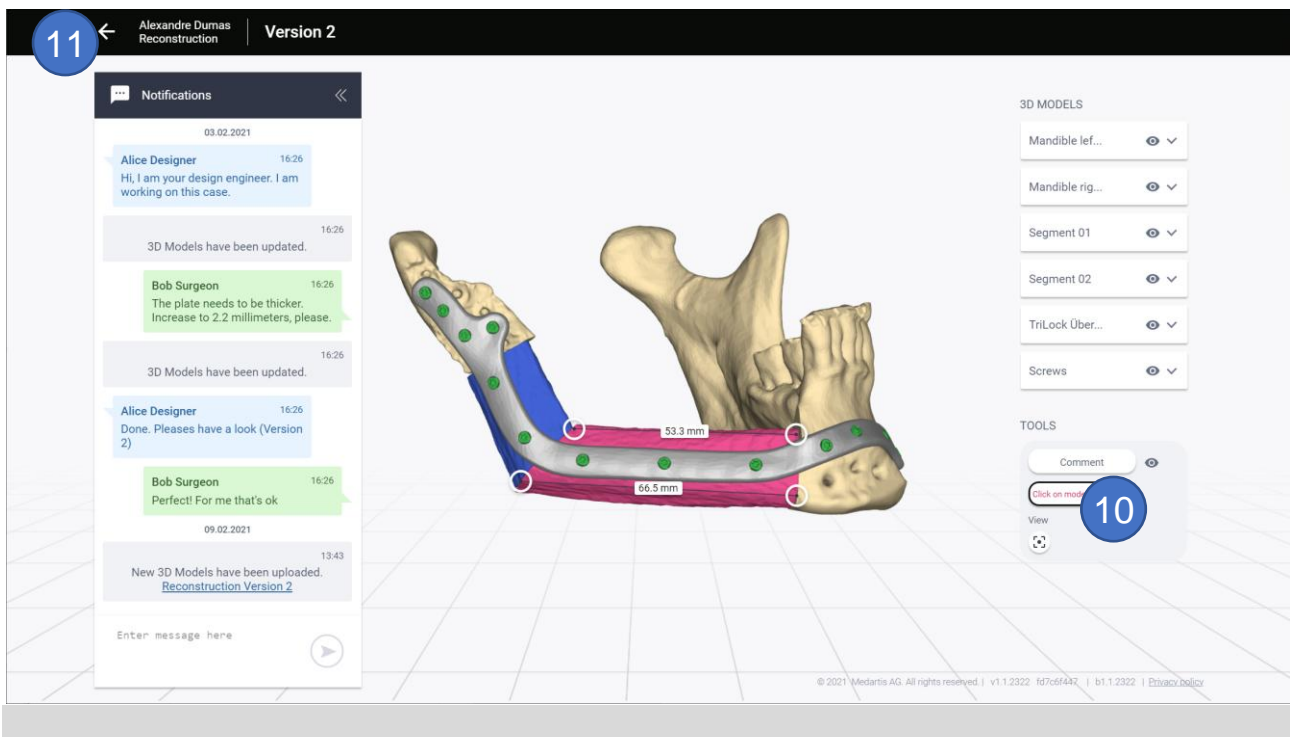 11
Alexandre Dumas
Reconstruction
Version 2
Notifications
03.02.2021
Alice Designer 16:26
Hi, I am your design engineer. I am
working on this case.
16:26
3D Models have been updated.
Bob Surgeon 16:26
The plate needs to be thicker.
Increase to 2.2 millimeters, please.
16:26
3D Models have been updated.
Alice Designer 16:26
Done. Pleases have a look (Version
2)
Bob Surgeon 16:26
Perfect! For me that's ok
09.02.2021
13:43
New 3D Models have been uploaded.
Reconstruction Version 2
Enter message here
53.3 mm
66.5 mm
3D MODELS
Mandible lef...
Mandible rig...
Segment 01
Segment 02
TriLock Über...
Screws
TOOLS
Comment
Click on mode
10
View
© 2021 Medartis AG. All rights reserved. | v1.1.2322 fd7c6f447 | b1.1.2322 | Privacy policy